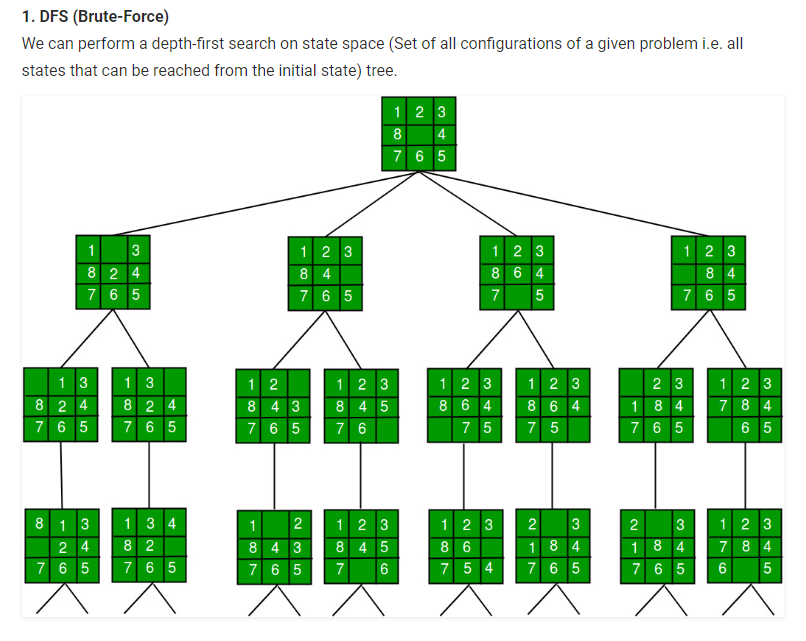 1. DFS (Brute-Force)
We can perform a depth-first search on state space (Set of all configurations of a given problem i.e. all
states that can be reached from the initial state) tree.
1 2 3
8 4
7 6 5
1 3
8 2 4
7 6 5
1 2 3
8 4
7 6 5
1 2 3
8 6 4
7 5
1 2 3
8 4
7 6 5
1 3
8 2 4
7 6 5
1 3
8 2 4
7 6 5
1 2
8 4 3
7 6 5
1 2 3
8 4 5
7 6
1 2 3
8 6 4
7 5
1 2 3
8 6 4
7 5
2 3
1 8 4
7 6 5
1 2 3
7 8 4
6 5
8 1 3
2 4
7 6 5
1 3 4
8 2
7 6 5
1 2
8 4 3
7 6 5
1 2 3
8 4 5
7 6
1 2 3
8 6
7 5 4
2 3
1 8 4
7 6 5
2 3
1 8 4
7 6 5
1 2 3
7 8 4
6 5